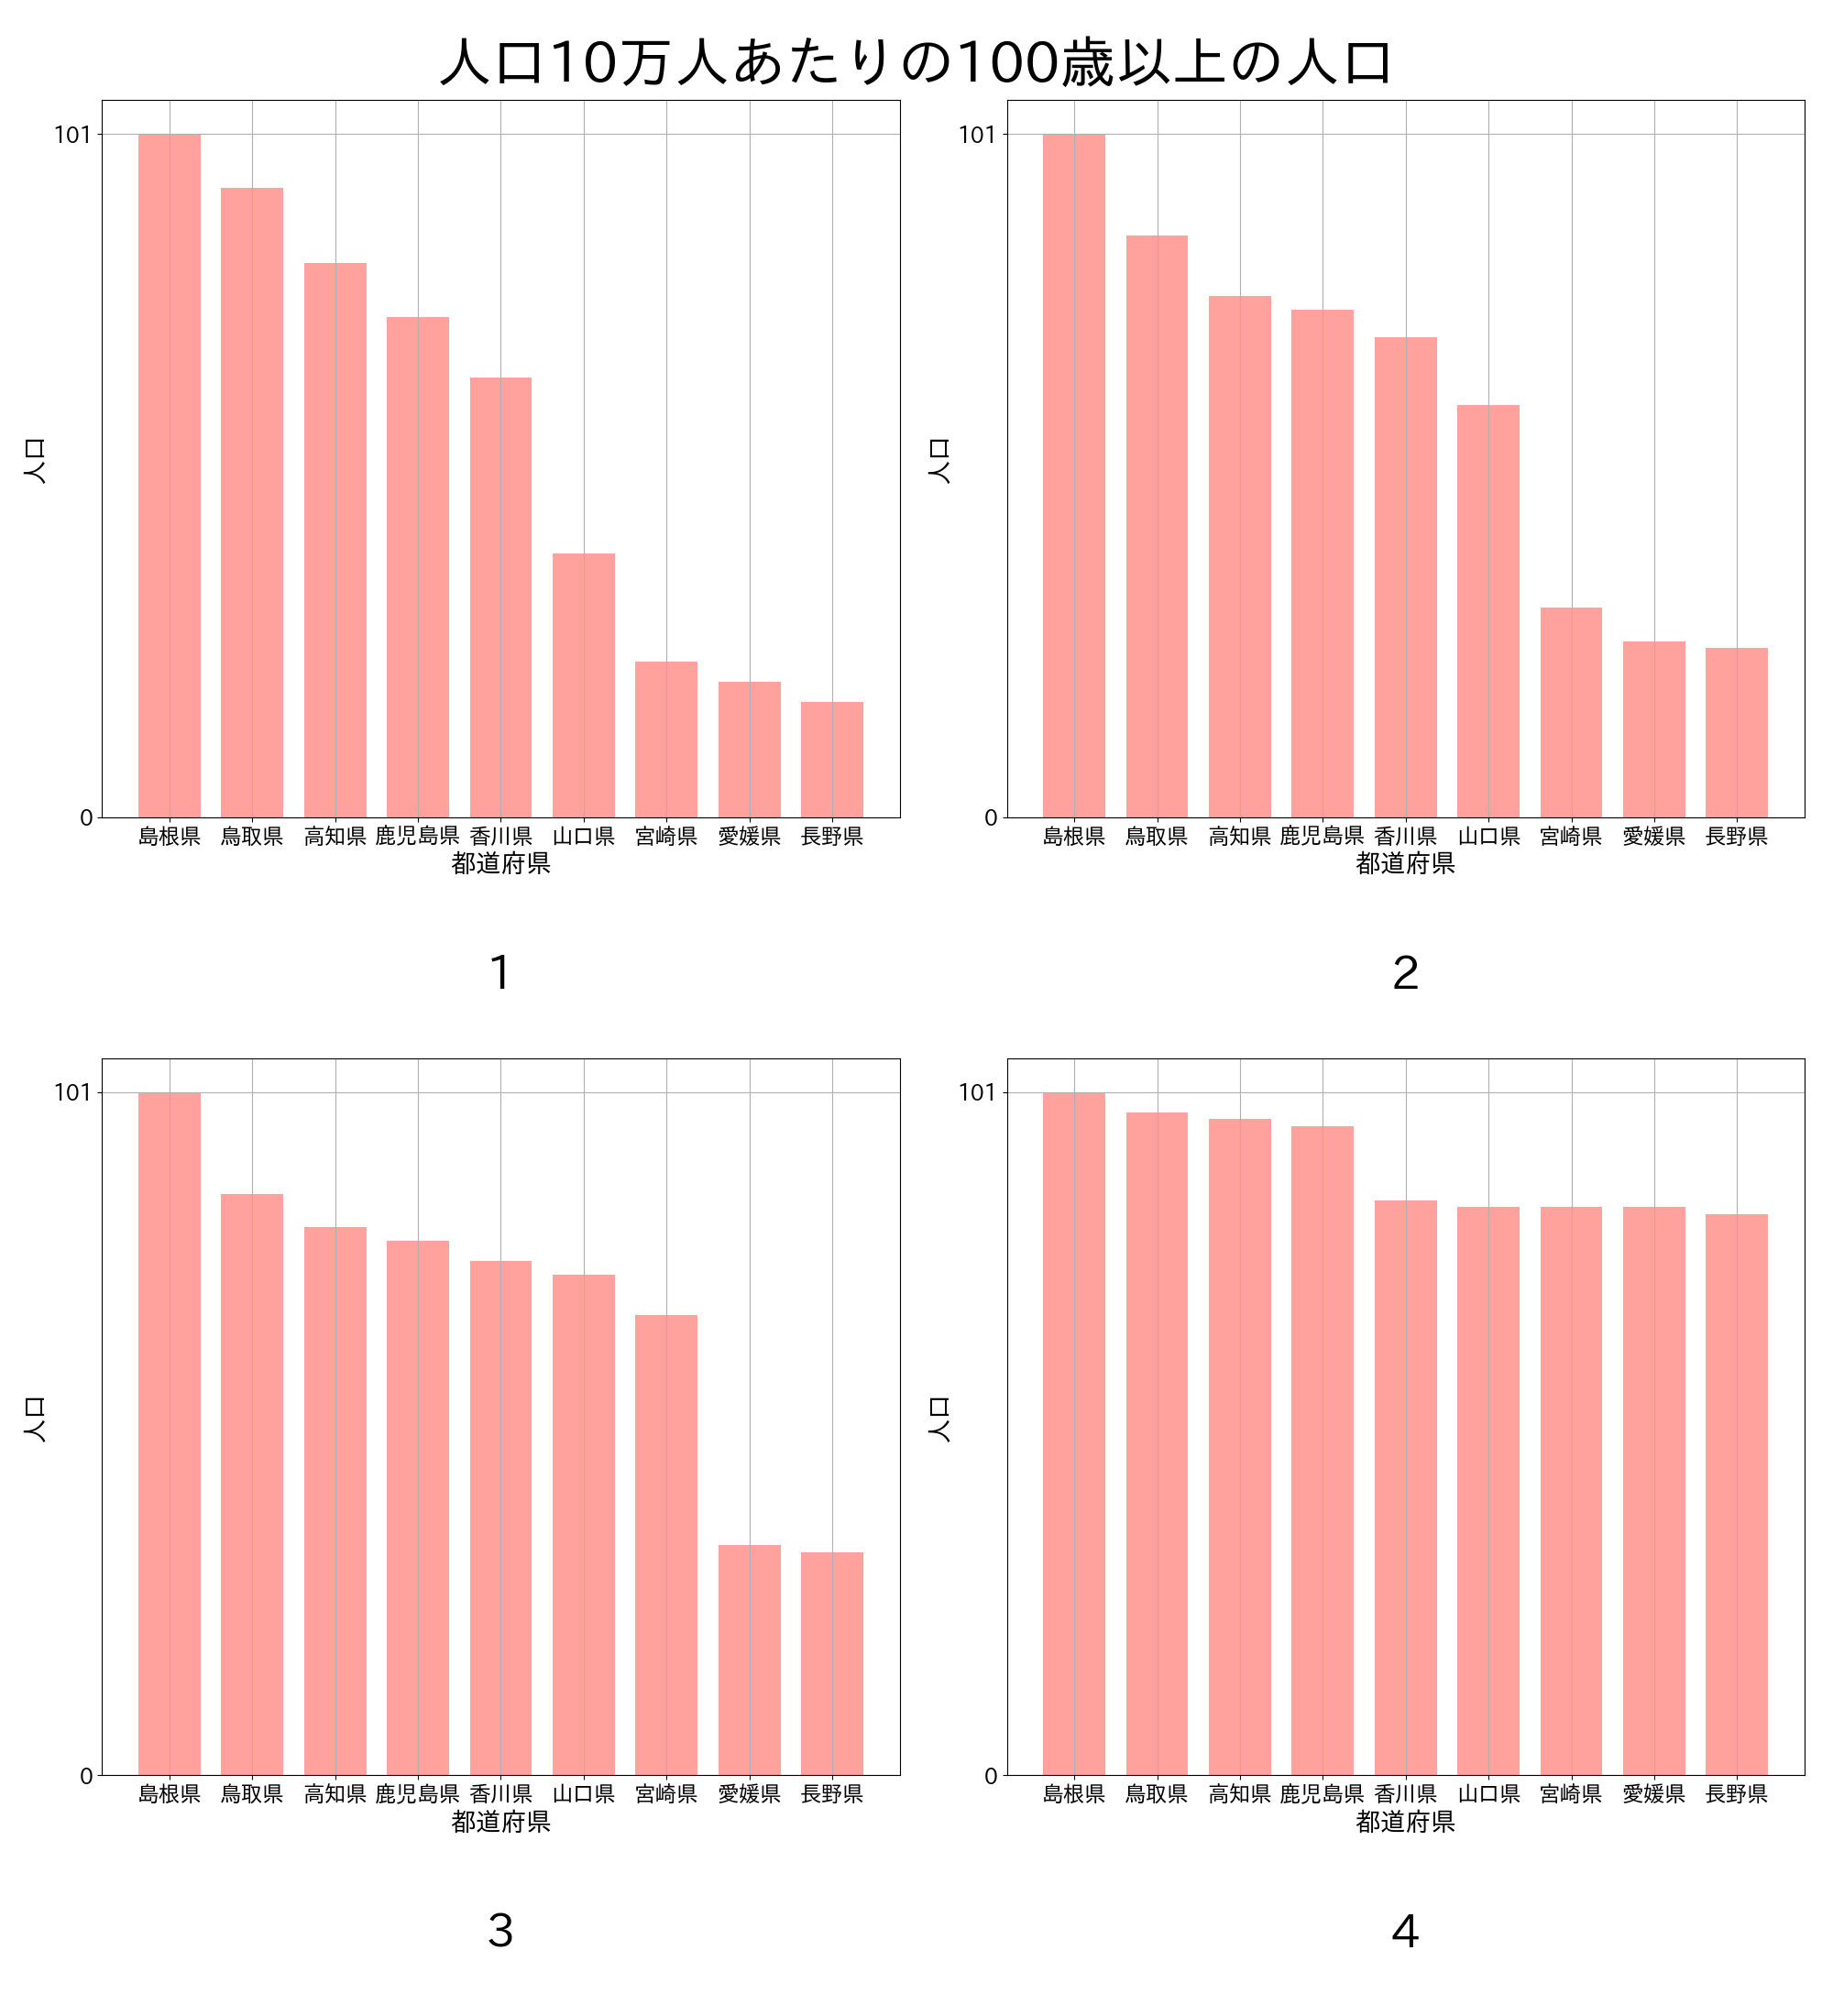 人口10万人あたりの100歳以上の人口
人口
101
0
島根県 鳥取県 高知県 鹿児島県 香川県 山口県 宮崎県 愛媛県 長野県
都道府県
1
人口
101
0
島根県 鳥取県 高知県 鹿児島県 香川県 山口県 宮崎県 愛媛県 長野県
都道府県
2
人口
101
0
島根県 鳥取県 高知県 鹿児島県 香川県 山口県 宮崎県 愛媛県 長野県
都道府県
3
人口
101
0
島根県 鳥取県 高知県 鹿児島県 香川県 山口県 宮崎県 愛媛県 長野県
都道府県
4